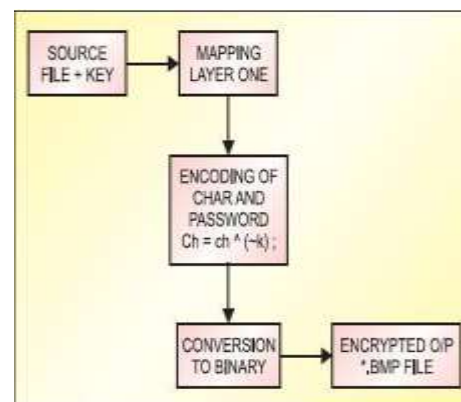 SOURCE
FILE + KEY
MAPPING
LAYER ONE
ENCODING OF
CHAR AND
PASSWORD
Ch = ch ^ (~k) ;
CONVERSION
TO BINARY
ENCRYPTED O/P
*.BMP FILE